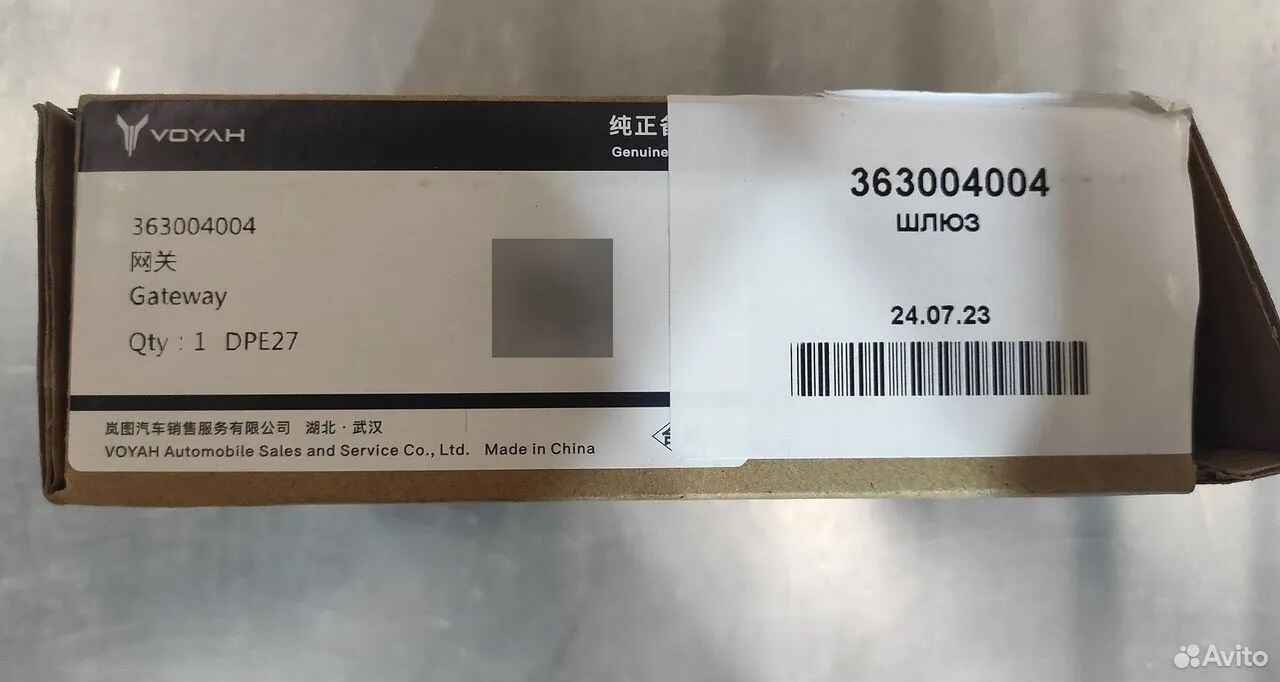 VOYAH
纯正
Genuine
363004004
网关
Gateway
Qty : 1 DPE27
岚图汽车销售服务有限公司 湖北·武汉
VOYAH Automobile Sales and Service Co., Ltd. Made in China
363004004
шлюз
24.07.23
Avito